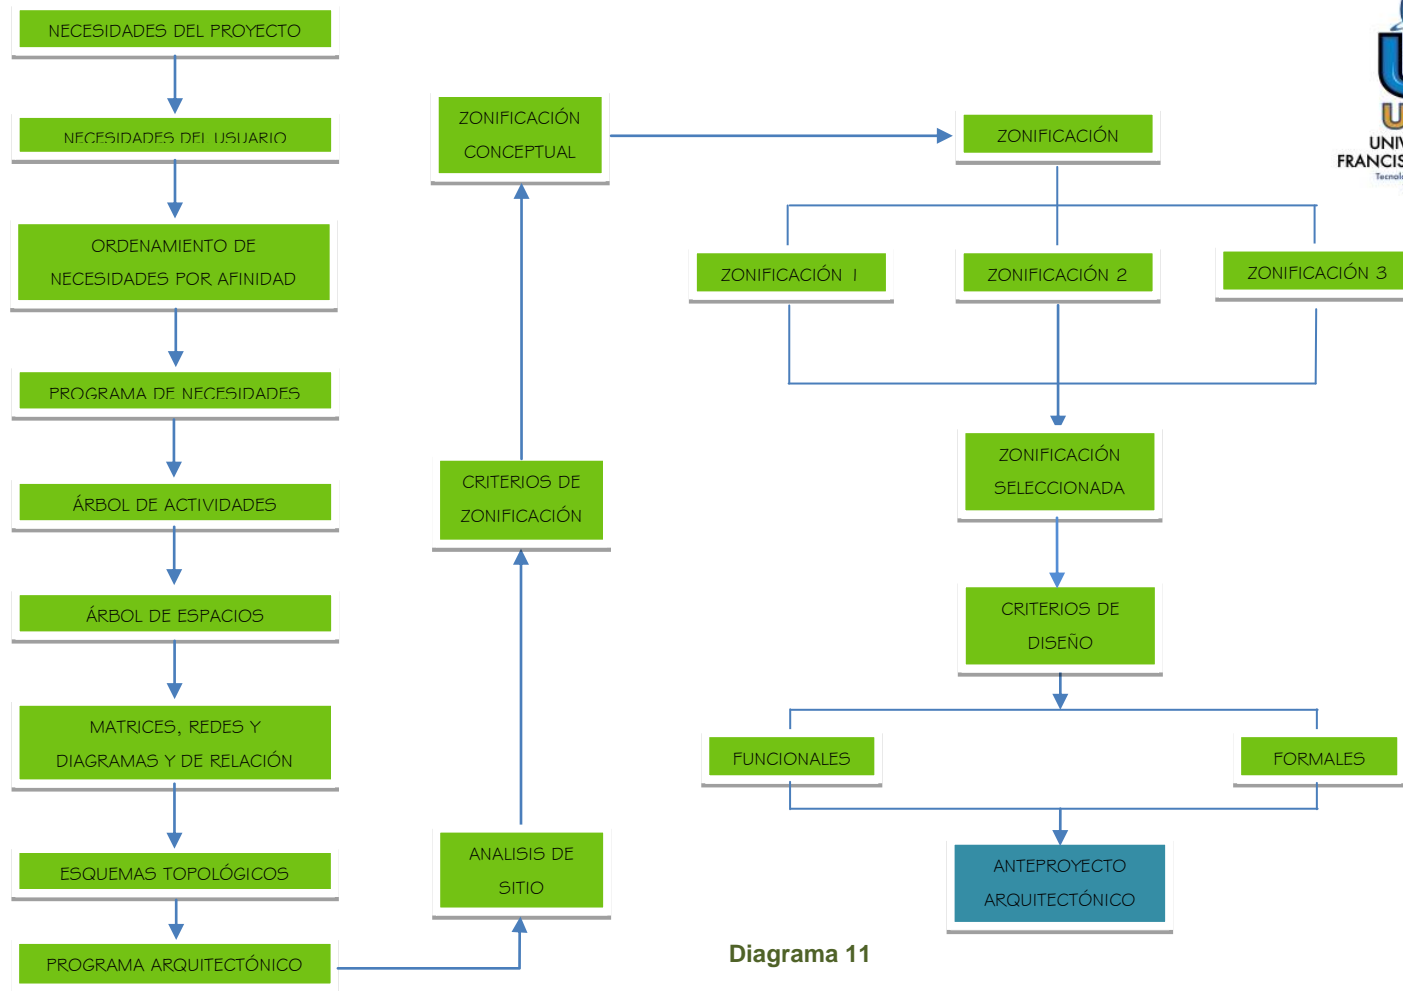 NECESIDADES DEL PROYECTO
NECESIDADES DEL USUARIO
ORDENAMIENTO DE
NECESIDADES POR AFINIDAD
PROGRAMA DE NECESIDADES
ÁRBOL DE ACTIVIDADES
ÁRBOL DE ESPACIOS
MATRICES, REDES Y
DIAGRAMAS Y DE RELACIÓN
ESQUEMAS TOPOLÓGICOS
PROGRAMA ARQUITECTÓNICO
ANALISIS DE
SITIO
CRITERIOS DE
ZONIFICACIÓN
ZONIFICACIÓN
CONCEPTUAL
ZONIFICACIÓN
ZONIFICACIÓN 1
ZONIFICACIÓN 2
ZONIFICACIÓN 3
ZONIFICACIÓN
SELECCIONADA
CRITERIOS DE
DISEÑO
FUNCIONALES
FORMALES
ANTEPROYECTO
ARQUITECTÓNICO
Diagrama 11